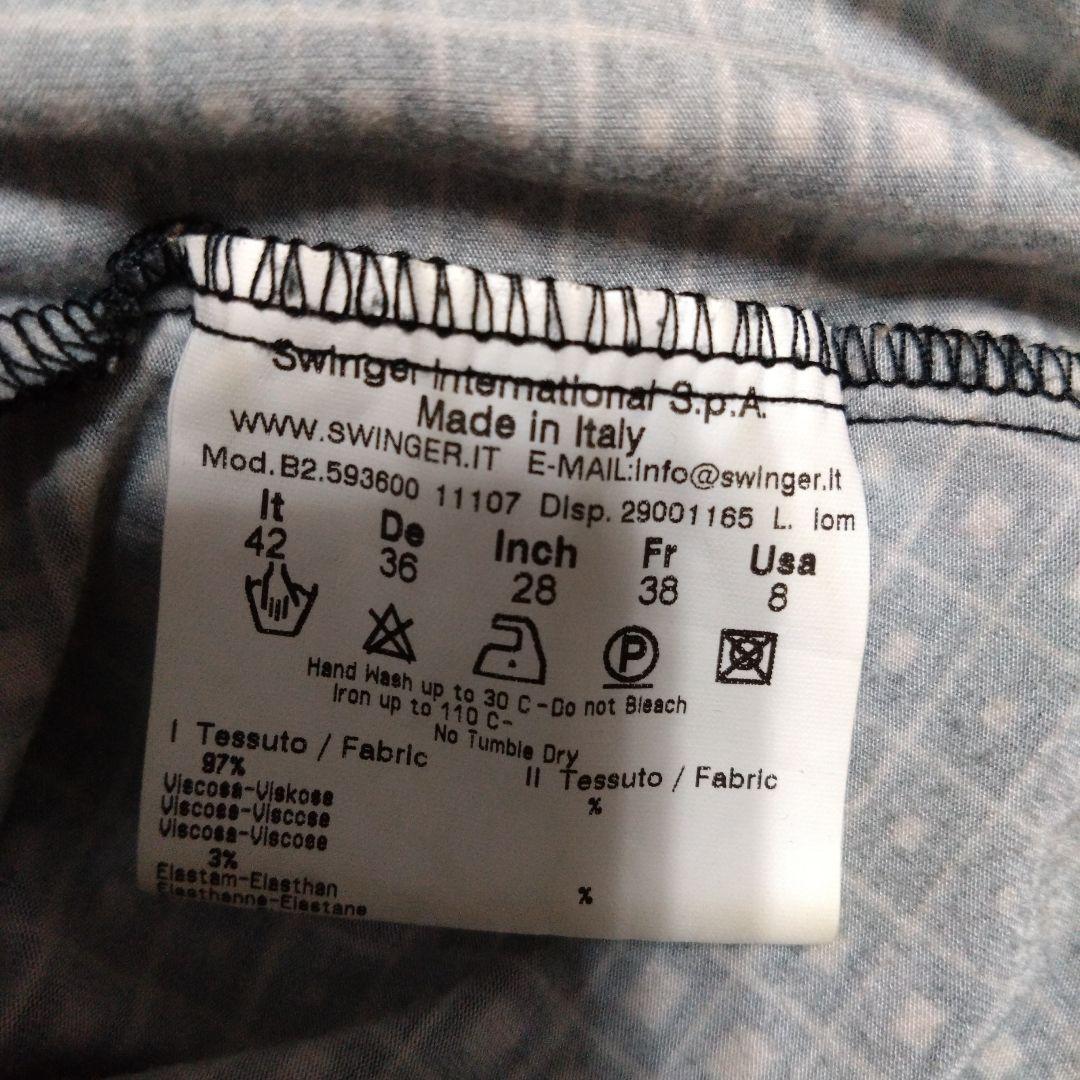 Swinger International S.p.A.
Made in Italy
WWW.SWINGER.IT E-MAIL:info@swinger.it
Mod. B2.593600 11107 Disp. 29001165 L. iom
It De Inch Fr Usa
42 36 28 38 8
P
Hand Wash up to 30 C-Do not Bleach
Iron up to 110 C-
No Tumble Dry
I Tessuto / Fabric
II Tessuto / Fabric
97%
%
Viscosa-Viskose
Viscosa-Viscose
Viscosa-Viscose
3%
%
Elastam-Elasthan
Elasthanne-Elastane